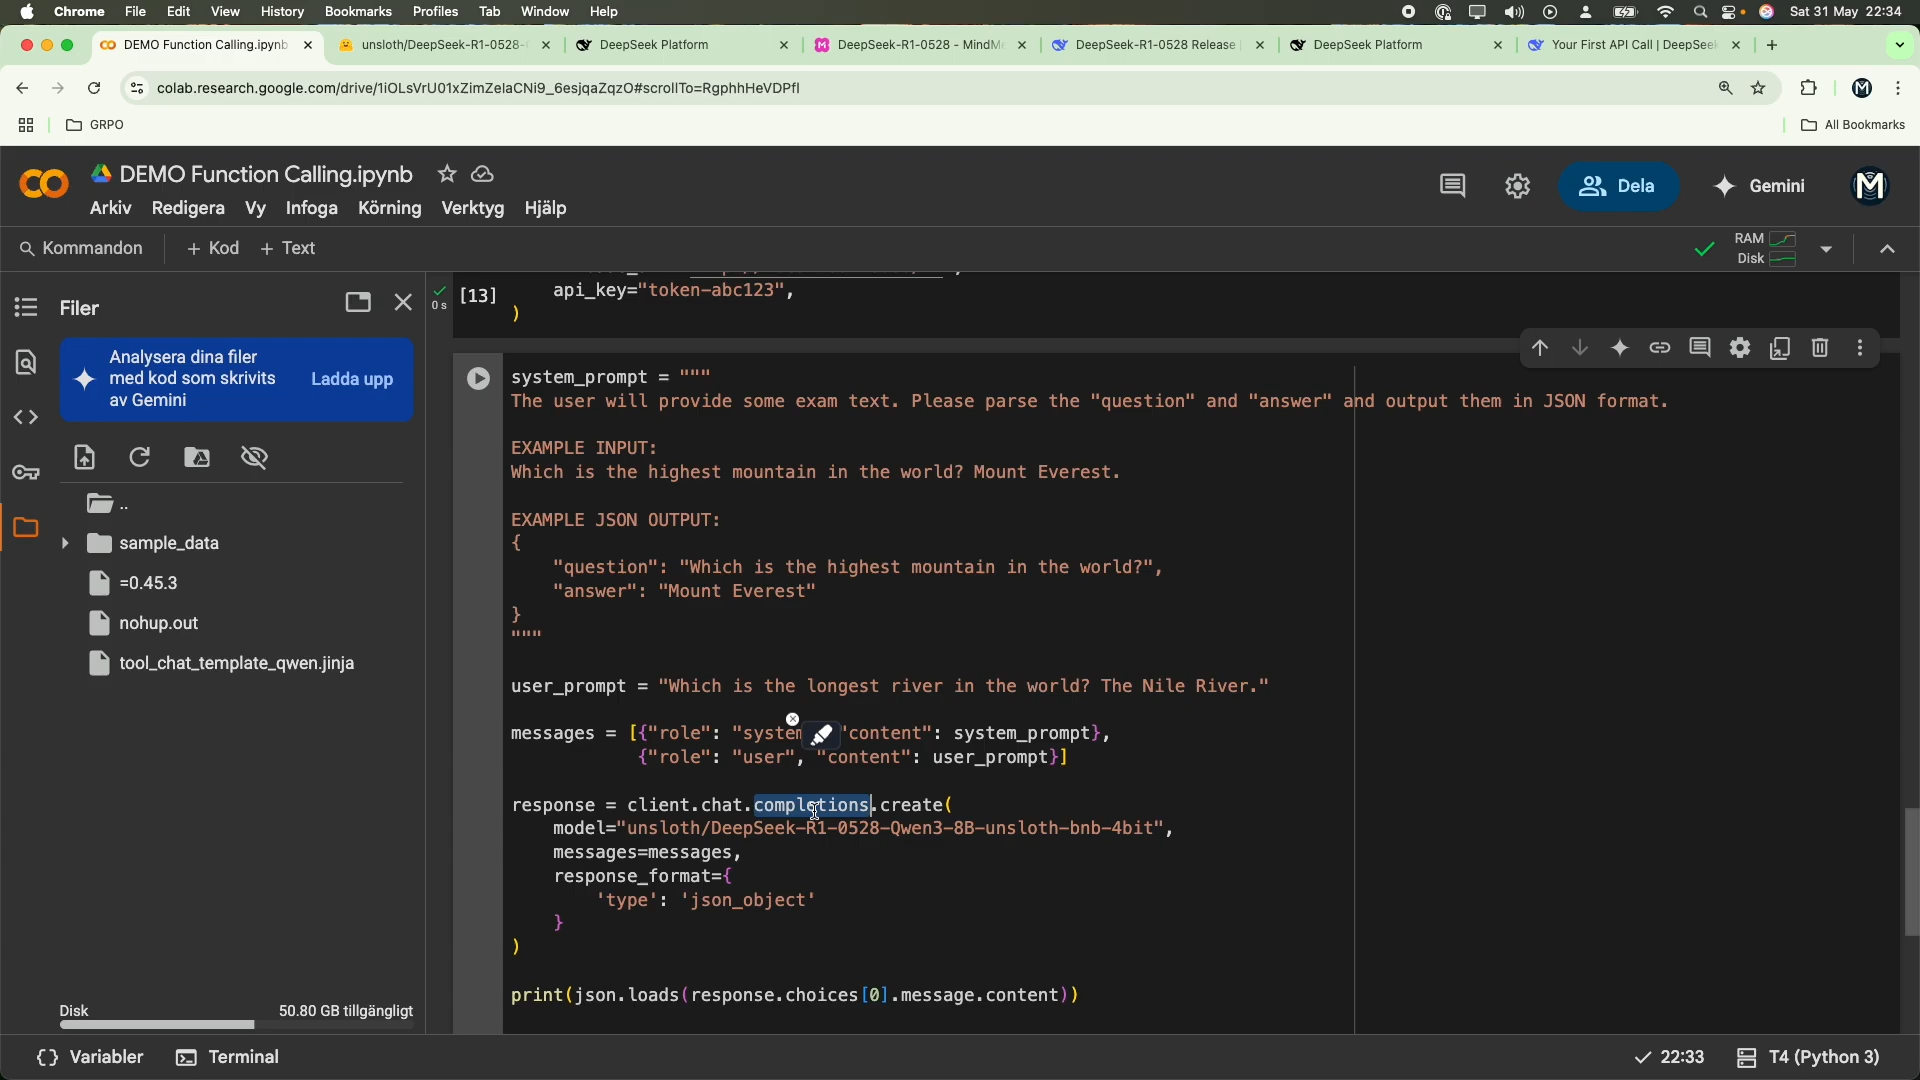 Chrome File Edit View History Bookmarks Profiles Tab Window Help Sat 31 May 22:34
DEMO Function Calling.ipynb unsloth/DeepSeek-R1-0528- DeepSeek Platform DeepSeek-R1-0528 - MindM DeepSeek-R1-0528 Release DeepSeek Platform Your First API Call | DeepSeek
colab.research.google.com/drive/1iOLsVrU01xZimZelaCNi9_6esjqaZqzO#scrollTo=RgphhHeVDPfl
GRPO All Bookmarks
DEMO Function Calling.ipynb
Arkiv Redigera Vy Infoga Körning Verktyg Hjälp
Dela Gemini
Kommandon + Kod + Text
RAM
Disk
Filer
Analysera dina filer
med kod som skrivits
av Gemini
Ladda upp
..
sample_data
=0.45.3
nohup.out
tool_chat_template_qwen.jinja
Disk 50.80 GB tillgängligt
0 s
[13] api_key="token-abc123",
)
system_prompt = """
The user will provide some exam text. Please parse the "question" and "answer" and output them in JSON format.
EXAMPLE INPUT:
Which is the highest mountain in the world? Mount Everest.
EXAMPLE JSON OUTPUT:
{
"question": "Which is the highest mountain in the world?",
"answer": "Mount Everest"
}
"""
user_prompt = "Which is the longest river in the world? The Nile River."
messages = [{"role": "system "content": system_prompt},
{"role": "user", "content": user_prompt}]
response = client.chat.completions.create(
model="unsloth/DeepSeek-R1-0528-Qwen3-8B-unsloth-bnb-4bit",
messages=messages,
response_format={
'type': 'json_object'
}
)
print(json.loads(response.choices[0].message.content))
{} Variabler Terminal 22:33 T4 (Python 3)